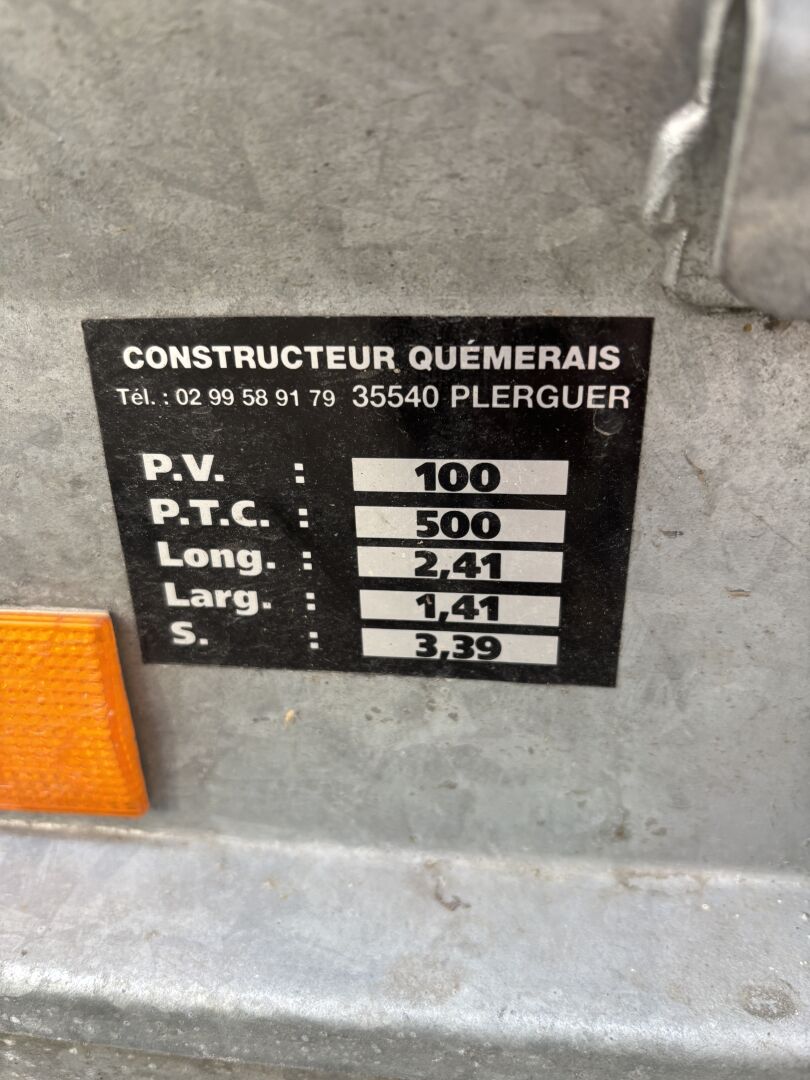 CONSTRUCTEUR QUÉMERAIS
Tél. : 02 99 58 91 79 35540 PLERGUER
P.V. : 100
P.T.C. : 500
Long. : 2,41
Larg. : 1,41
S. : 3,39